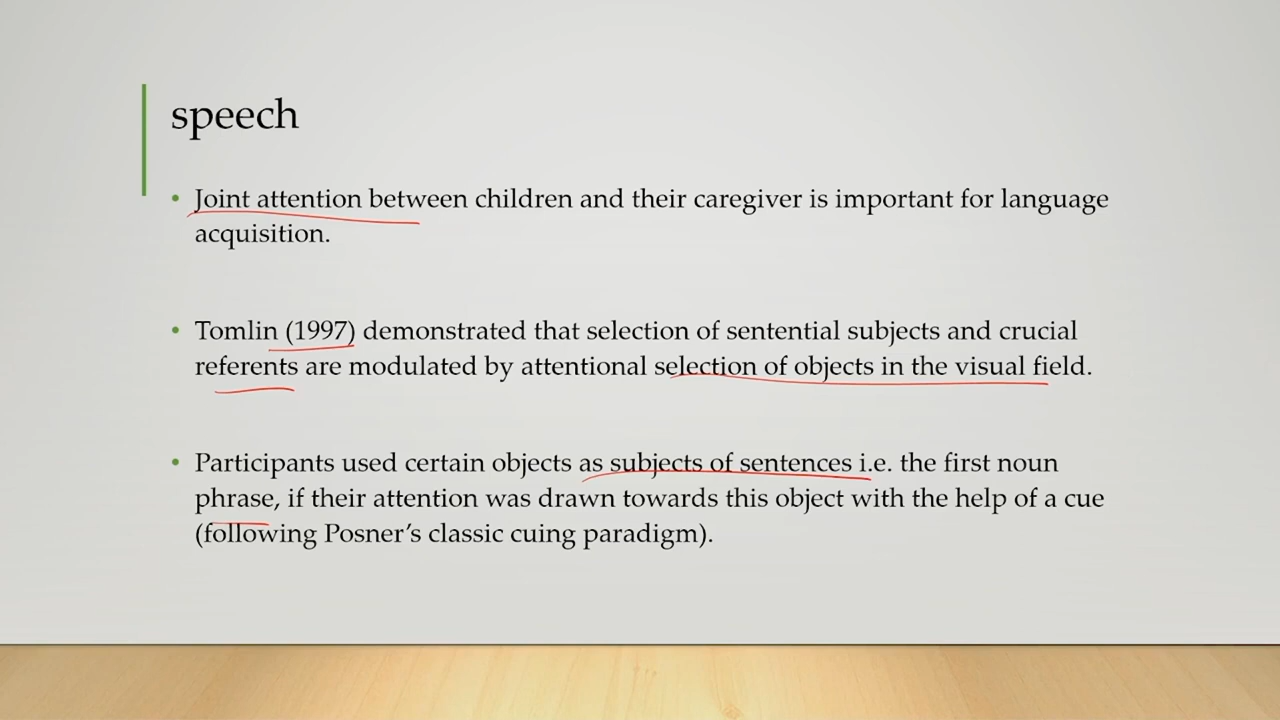 speech
• Joint attention between children and their caregiver is important for language
acquisition.
• Tomlin (1997) demonstrated that selection of sentential subjects and crucial
referents are modulated by attentional selection of objects in the visual field.
• Participants used certain objects as subjects of sentences i.e. the first noun
phrase, if their attention was drawn towards this object with the help of a cue
(following Posner’s classic cuing paradigm).